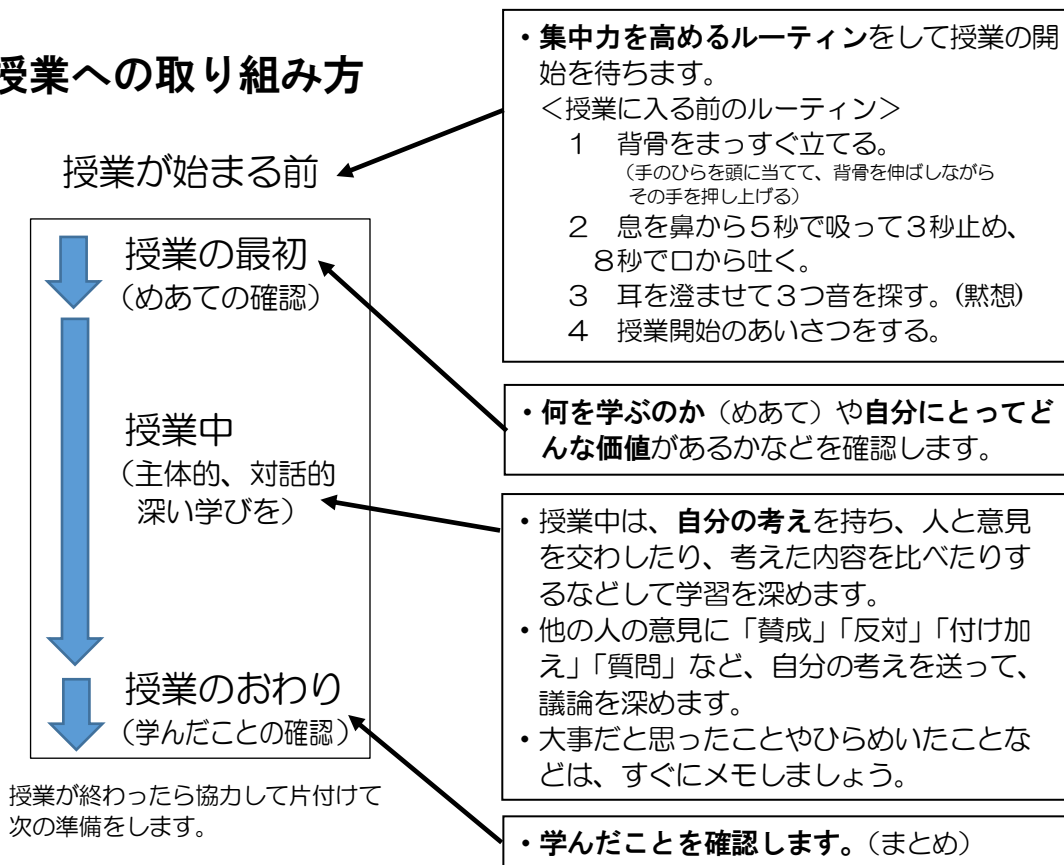 授業への取り組み方
授業が始まる前
授業の最初
（めあての確認）
授業中
（主体的、対話的
深い学びを）
授業のおわり
（学んだことの確認）
授業が終わったら協力して片付けて
次の準備をします。
・集中力を高めるルーティンをして授業の開
始を待ちます。
＜授業に入る前のルーティン＞
１　背骨をまっすぐ立てる。
（手のひらを頭に当てて、背骨を伸ばしながら
その手を押し上げる）
２　息を鼻から５秒で吸って３秒止め、
８秒で口から吐く。
３　耳を澄ませて３つ音を探す。(黙想)
４　授業開始のあいさつをする。
・何を学ぶのか（めあて）や自分にとってど
んな価値があるかなどを確認します。
・授業中は、自分の考えを持ち、人と意見
を交わしたり、考えた内容を比べたりす
るなどして学習を深めます。
・他の人の意見に「賛成」「反対」「付け加
え」「質問」など、自分の考えを送って、
議論を深めます。
・大事だと思ったことやひらめいたことな
どは、すぐにメモしましょう。
・学んだことを確認します。（まとめ）